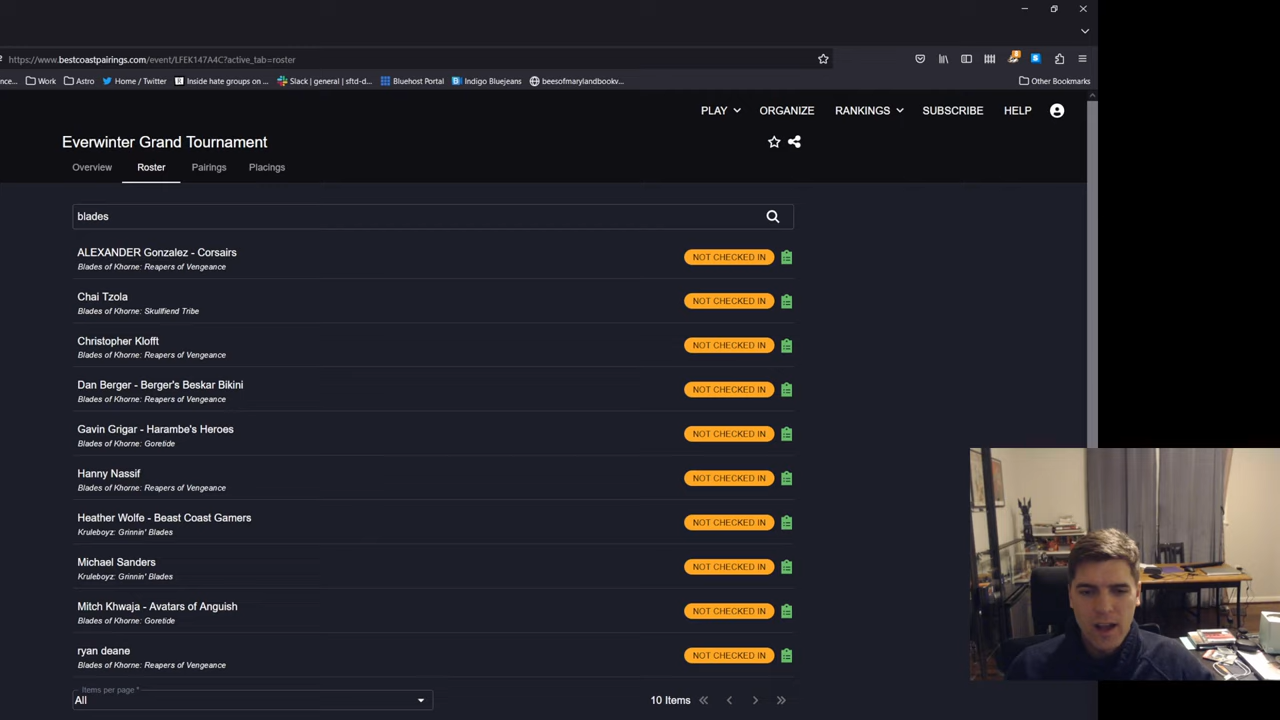 https://www.bestcoastpairings.com/event/LFEK147A4C?active_tab=roster
nce...
Work
Astro
Home / Twitter
Inside hate groups on ...
Slack | general | sftd-d...
Bluehost Portal
Indigo Bluejeans
beesofmarylandbookv...
Other Bookmarks
PLAY
ORGANIZE
RANKINGS
SUBSCRIBE
HELP
Everwinter Grand Tournament
Overview
Roster
Pairings
Placings
blades
ALEXANDER Gonzalez - Corsairs
Blades of Khorne: Reapers of Vengeance
NOT CHECKED IN
Chai Tzola
Blades of Khorne: Skullfiend Tribe
NOT CHECKED IN
Christopher Klofft
Blades of Khorne: Reapers of Vengeance
NOT CHECKED IN
Dan Berger - Berger's Beskar Bikini
Blades of Khorne: Reapers of Vengeance
NOT CHECKED IN
Gavin Grigar - Harambe's Heroes
Blades of Khorne: Goretide
NOT CHECKED IN
Hanny Nassif
Blades of Khorne: Reapers of Vengeance
NOT CHECKED IN
Heather Wolfe - Beast Coast Gamers
Kruleboyz: Grinnin' Blades
NOT CHECKED IN
Michael Sanders
Kruleboyz: Grinnin' Blades
NOT CHECKED IN
Mitch Khwaja - Avatars of Anguish
Blades of Khorne: Goretide
NOT CHECKED IN
ryan deane
Blades of Khorne: Reapers of Vengeance
NOT CHECKED IN
Items per page *
All
10 Items